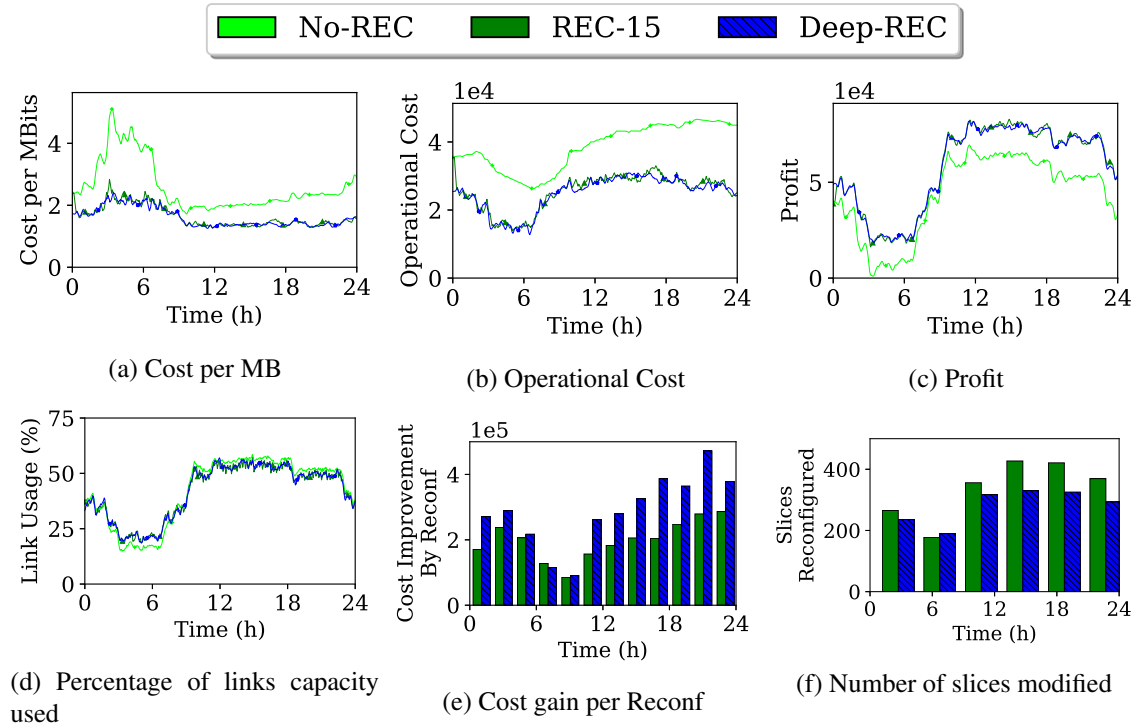 No-REC REC-15 Deep-REC
Cost per MBits
4
2
0
0 6 12 18 24
Time (h)
(a) Cost per MB
1e4
Operational Cost
4
2
0
0 6 12 18 24
Time (h)
(b) Operational Cost
1e4
Profit
5
0
0 6 12 18 24
Time (h)
(c) Profit
Link Usage (%)
75
50
25
0
0 6 12 18 24
Time (h)
(d) Percentage of links capacity
used
1e5
Cost Improvement
By Reconf
4
2
0
0 6 12 18 24
Time (h)
(e) Cost gain per Reconf
Slices
Reconfigured
400
200
0
0 6 12 18 24
Time (h)
(f) Number of slices modified